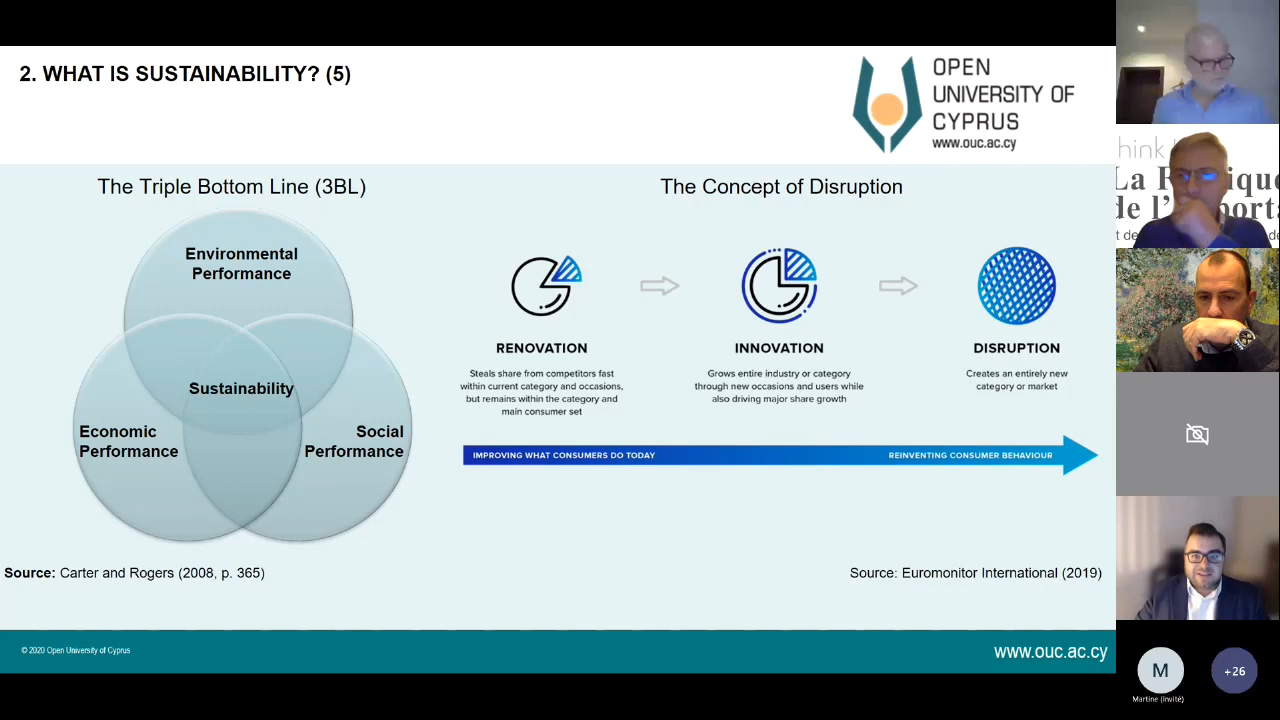 2. WHAT IS SUSTAINABILITY? (5)
OPEN
UNIVERSITY OF
CYPRUS
www.ouc.ac.cy
The Triple Bottom Line (3BL)
Environmental
Performance
Sustainability
Economic
Performance
Social
Performance
Source: Carter and Rogers (2008, p. 365)
The Concept of Disruption
RENOVATION
Steals share from competitors fast
within current category and occasions,
but remains within the category and
main consumer set
INNOVATION
Grows entire industry or category
through new occasions and users while
also driving major share growth
DISRUPTION
Creates an entirely new
category or market
IMPROVING WHAT CONSUMERS DO TODAY
REINVENTING CONSUMER BEHAVIOUR
Source: Euromonitor International (2019)
© 2020 Open University of Cyprus
www.ouc.ac.cy
La
de l'
M
Martine (Invité)
+26